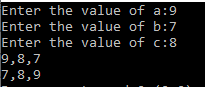 Enter the value of a:9
Enter the value of b:7
Enter the value of c:8
9,8,7
7,8,9